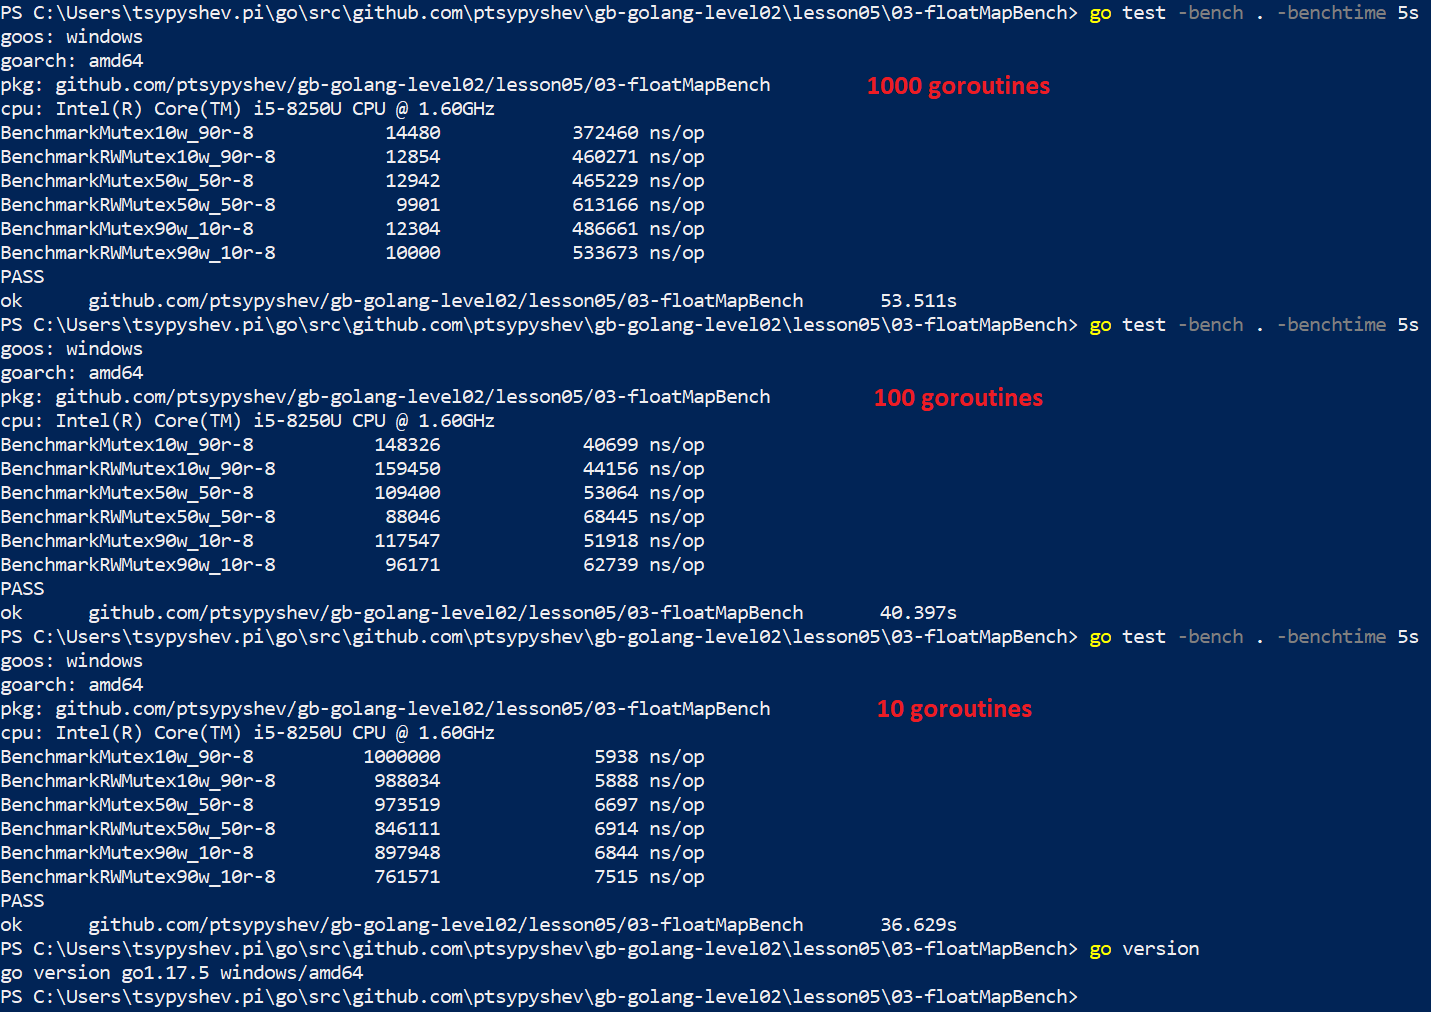 PS C:\Users\tsypyshev.pi\go\src\github.com\ptsypyshev\gb-golang-level02\lesson05\03-floatMapBench> go test -bench . -benchtime 5s
goos: windows
goarch: amd64
pkg: github.com/ptsypyshev/gb-golang-level02/lesson05/03-floatMapBench 1000 goroutines
cpu: Intel(R) Core(TM) i5-8250U CPU @ 1.60GHz
BenchmarkMutex10w_90r-8 14480 372460 ns/op
BenchmarkRWMutex10w_90r-8 12854 460271 ns/op
BenchmarkMutex50w_50r-8 12942 465229 ns/op
BenchmarkRWMutex50w_50r-8 9901 613166 ns/op
BenchmarkMutex90w_10r-8 12304 486661 ns/op
BenchmarkRWMutex90w_10r-8 10000 533673 ns/op
PASS
ok github.com/ptsypyshev/gb-golang-level02/lesson05/03-floatMapBench 53.511s
PS C:\Users\tsypyshev.pi\go\src\github.com\ptsypyshev\gb-golang-level02\lesson05\03-floatMapBench> go test -bench . -benchtime 5s
goos: windows
goarch: amd64
pkg: github.com/ptsypyshev/gb-golang-level02/lesson05/03-floatMapBench 100 goroutines
cpu: Intel(R) Core(TM) i5-8250U CPU @ 1.60GHz
BenchmarkMutex10w_90r-8 148326 40699 ns/op
BenchmarkRWMutex10w_90r-8 159450 44156 ns/op
BenchmarkMutex50w_50r-8 109400 53064 ns/op
BenchmarkRWMutex50w_50r-8 88046 68445 ns/op
BenchmarkMutex90w_10r-8 117547 51918 ns/op
BenchmarkRWMutex90w_10r-8 96171 62739 ns/op
PASS
ok github.com/ptsypyshev/gb-golang-level02/lesson05/03-floatMapBench 40.397s
PS C:\Users\tsypyshev.pi\go\src\github.com\ptsypyshev\gb-golang-level02\lesson05\03-floatMapBench> go test -bench . -benchtime 5s
goos: windows
goarch: amd64
pkg: github.com/ptsypyshev/gb-golang-level02/lesson05/03-floatMapBench 10 goroutines
cpu: Intel(R) Core(TM) i5-8250U CPU @ 1.60GHz
BenchmarkMutex10w_90r-8 1000000 5938 ns/op
BenchmarkRWMutex10w_90r-8 988034 5888 ns/op
BenchmarkMutex50w_50r-8 973519 6697 ns/op
BenchmarkRWMutex50w_50r-8 846111 6914 ns/op
BenchmarkMutex90w_10r-8 897948 6844 ns/op
BenchmarkRWMutex90w_10r-8 761571 7515 ns/op
PASS
ok github.com/ptsypyshev/gb-golang-level02/lesson05/03-floatMapBench 36.629s
PS C:\Users\tsypyshev.pi\go\src\github.com\ptsypyshev\gb-golang-level02\lesson05\03-floatMapBench> go version
go version go1.17.5 windows/amd64
PS C:\Users\tsypyshev.pi\go\src\github.com\ptsypyshev\gb-golang-level02\lesson05\03-floatMapBench>